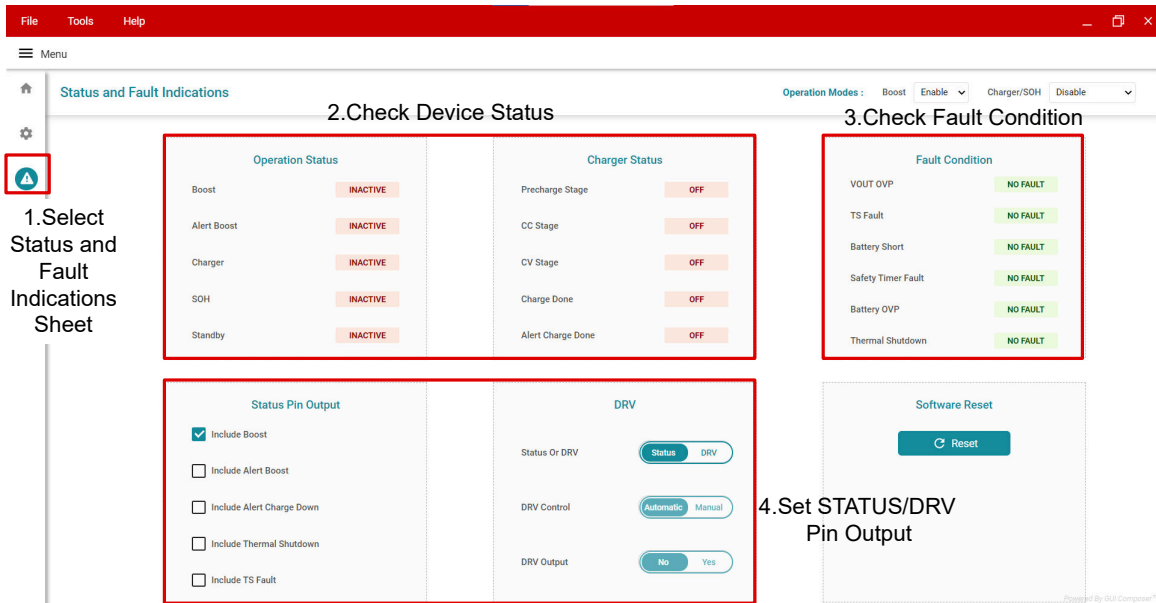 File Tools Help
Menu
Status and Fault Indications
Operation Modes : Boost Enable Charger/SOH Disable
2.Check Device Status
3.Check Fault Condition
1.Select
Status and
Fault
Indications
Sheet
Operation Status
Boost INACTIVE
Alert Boost INACTIVE
Charger INACTIVE
SOH INACTIVE
Standby INACTIVE
Charger Status
Precharge Stage OFF
CC Stage OFF
CV Stage OFF
Charge Done OFF
Alert Charge Done OFF
Fault Condition
VOUT OVP NO FAULT
TS Fault NO FAULT
Battery Short NO FAULT
Safety Timer Fault NO FAULT
Battery OVP NO FAULT
Thermal Shutdown NO FAULT
Status Pin Output
Include Boost
Include Alert Boost
Include Alert Charge Down
Include Thermal Shutdown
Include TS Fault
DRV
Status Or DRV Status DRV
DRV Control Automatic Manual
DRV Output No Yes
4.Set STATUS/DRV
Pin Output
Software Reset
Reset
Powered By GUI Composer